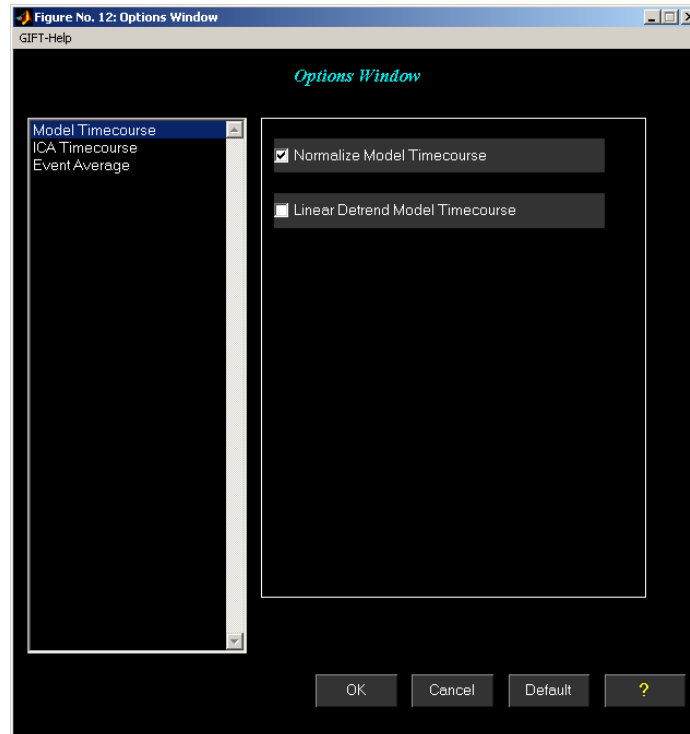 Figure No. 12: Options Window
GIFT-Help
Options Window
Model Timecourse
ICA Timecourse
Event Average
Normalize Model Timecourse
Linear Detrend Model Timecourse
OK
Cancel
Default
?